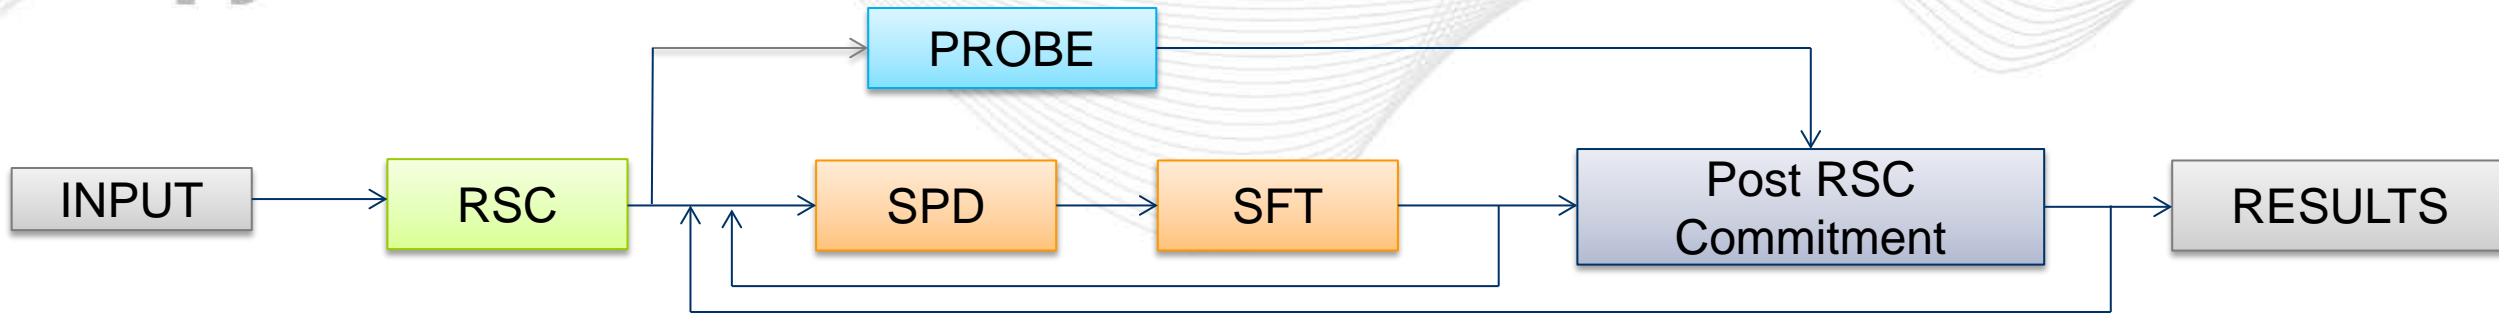 PROBE
INPUT
RSC
SPD
SFT
Post RSC
Commitment
RESULTS